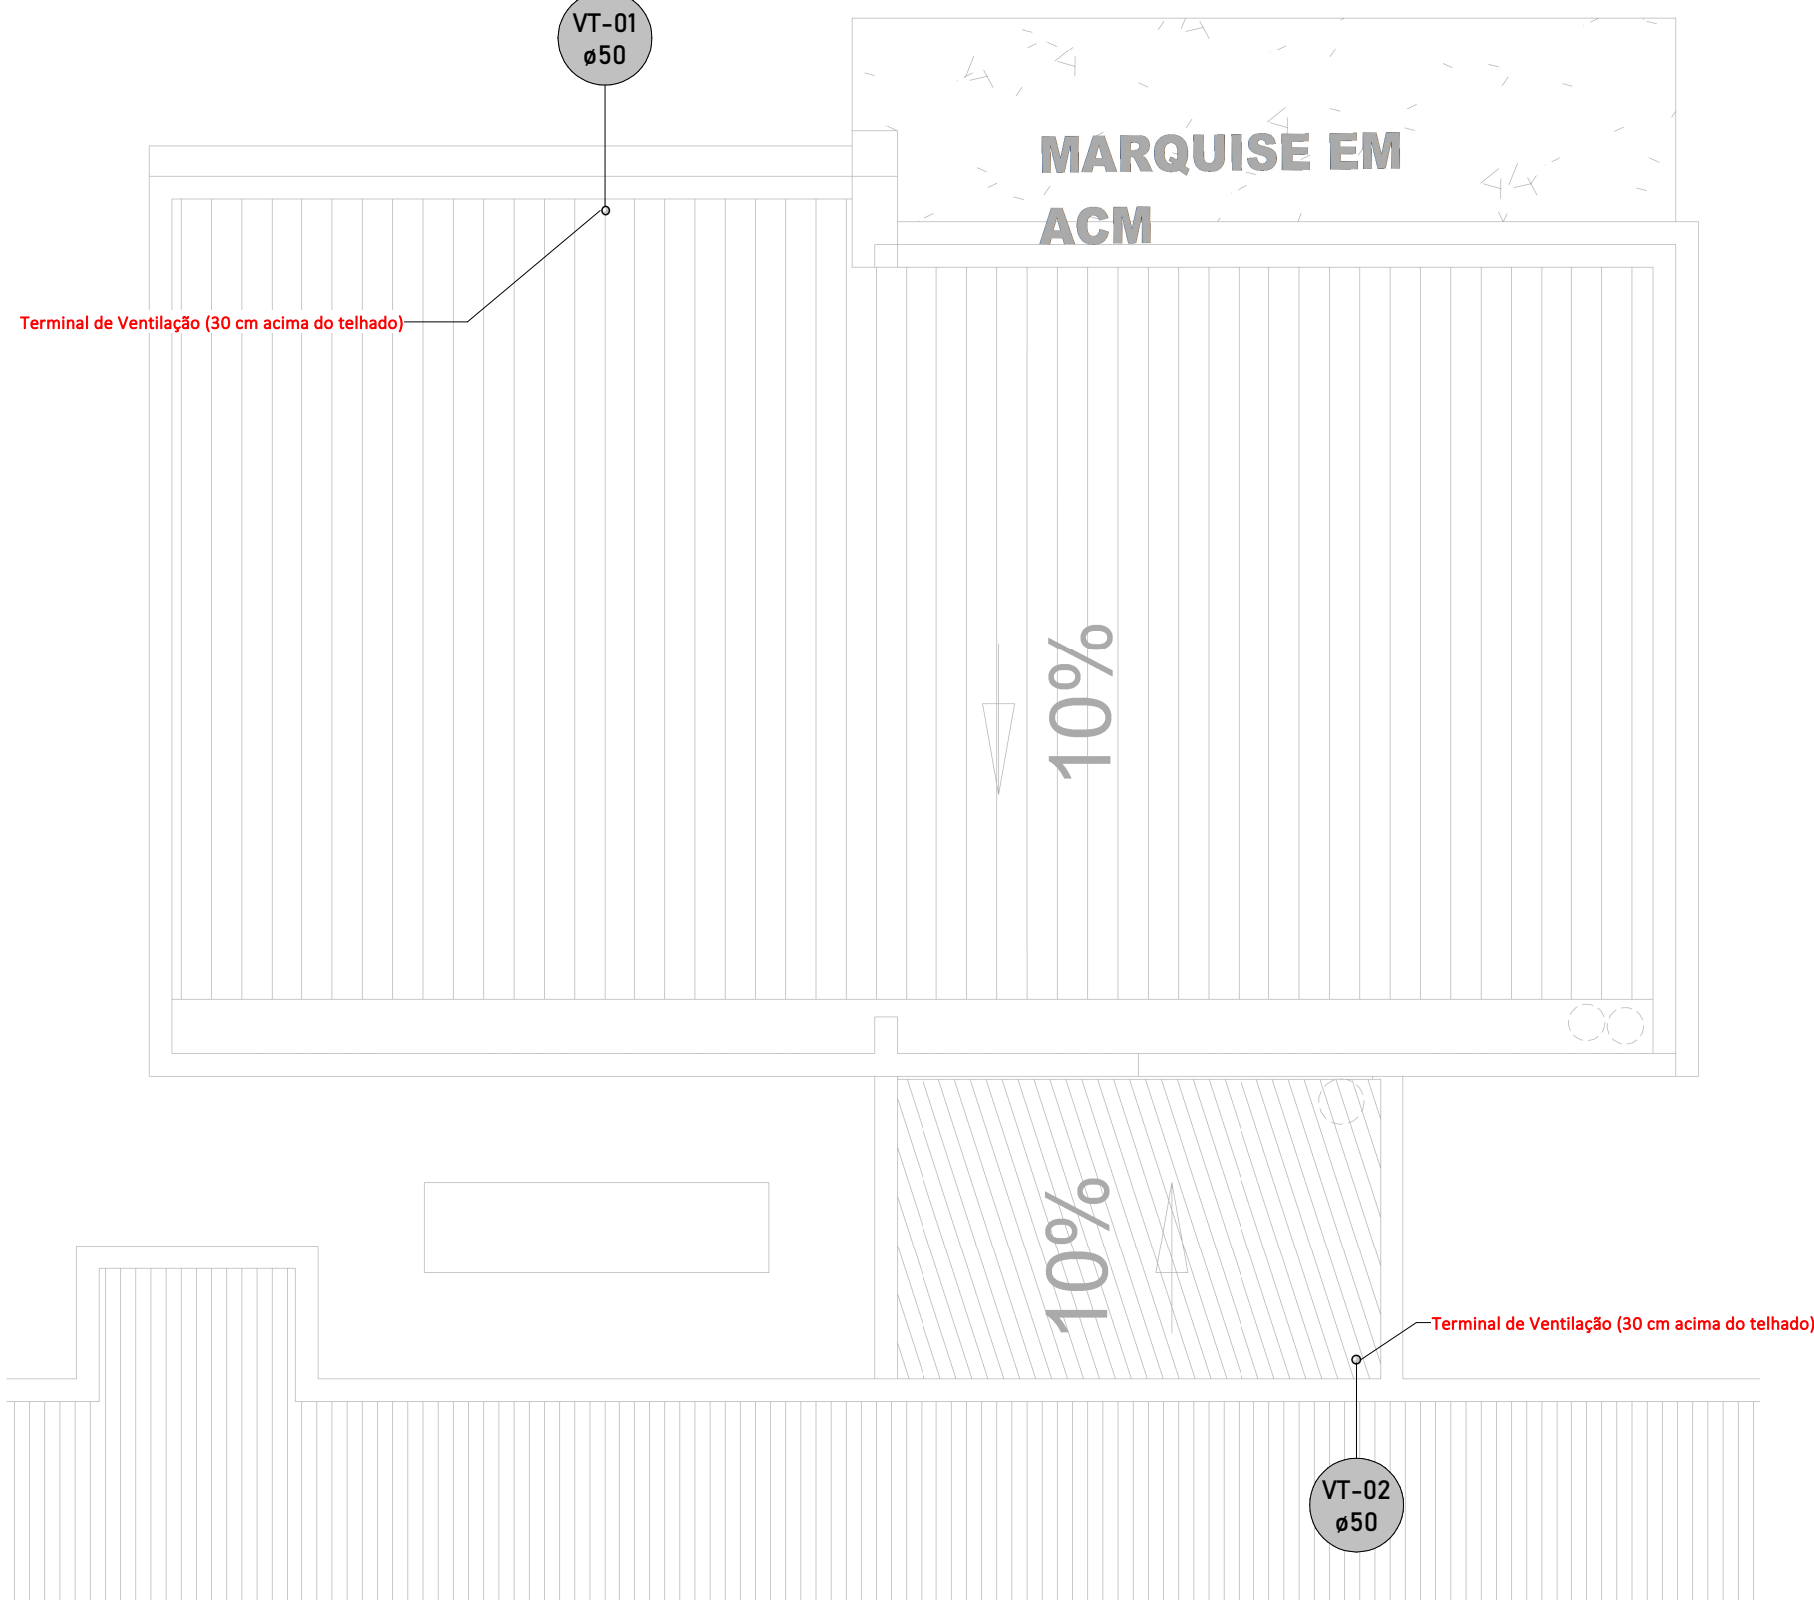 VT-01
ø50
MARQUISE EM
ACM
Terminal de Ventilação (30 cm acima do telhado)
10%
10%
Terminal de Ventilação (30 cm acima do telhado)
VT-02
ø50